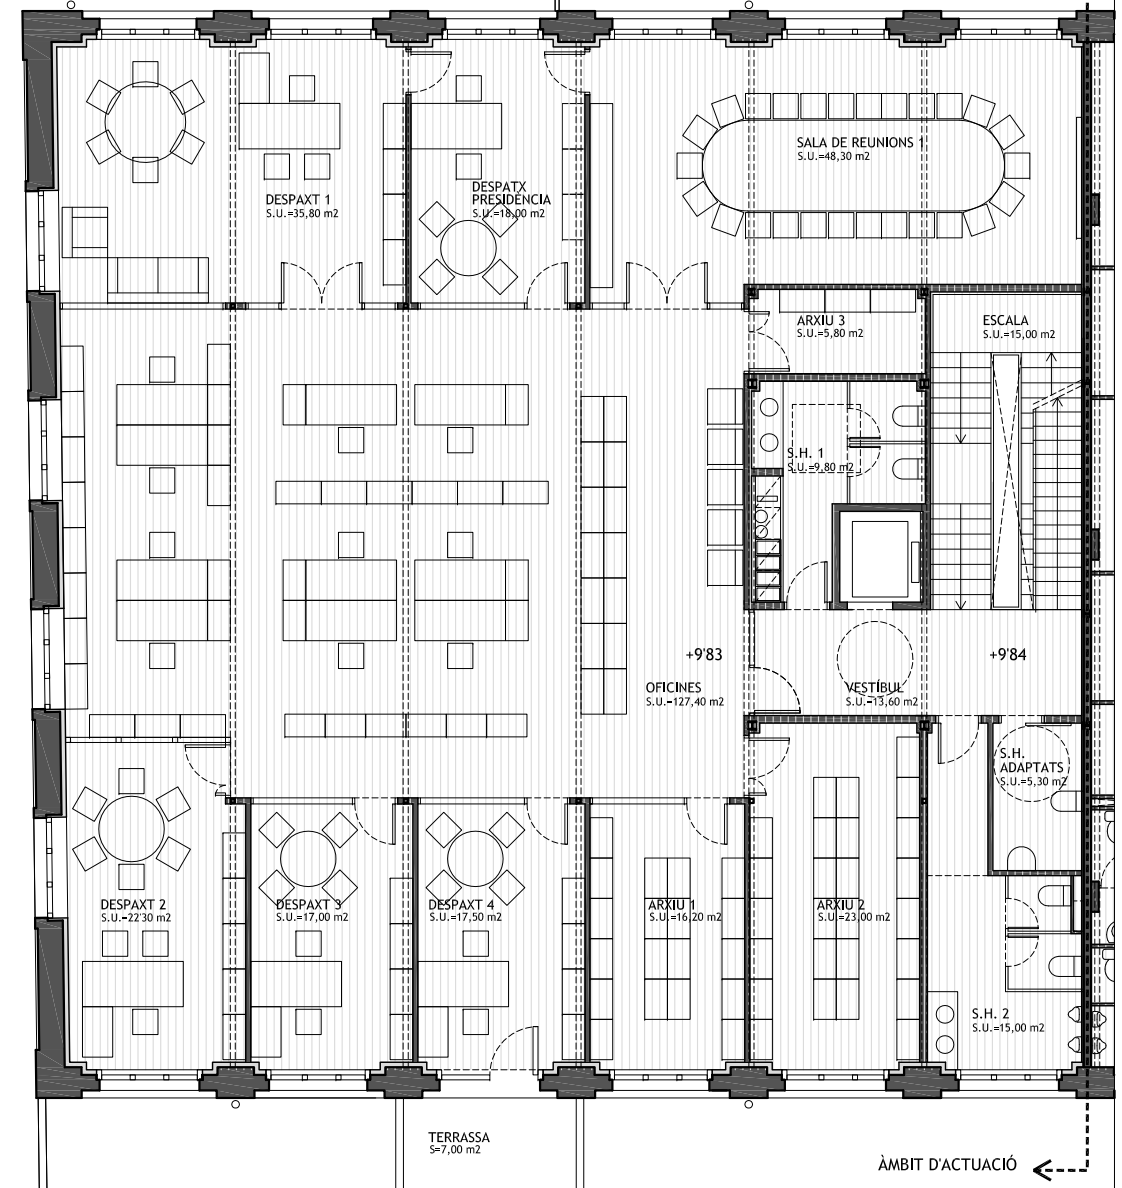 SALA DE REUNIONS 1
S.U.=48,30 m2
DESPAXT 1
S.U.=35,80 m2
DESPATX
PRESIDÈNCIA
S.U.=18,00 m2
ARXIU 3
S.U.=5,80 m2
ESCALA
S.U.=15,00 m2
S.H. 1
S.U.=9,80 m2
+9'83
+9'84
OFICINES
S.U.=127,40 m2
VESTÍBUL
S.U.=13,60 m2
S.H.
ADAPTATS
S.U.=5,30 m2
DESPAXT 2
S.U.=22'30 m2
DESPAXT 3
S.U.=17,00 m2
DESPAXT 4
S.U.=17,50 m2
ARXIU 1
S.U.=16,20 m2
ARXIU 2
S.U.=23,00 m2
S.H. 2
S.U.=15,00 m2
TERRASSA
S=7,00 m2
ÀMBIT D'ACTUACIÓ